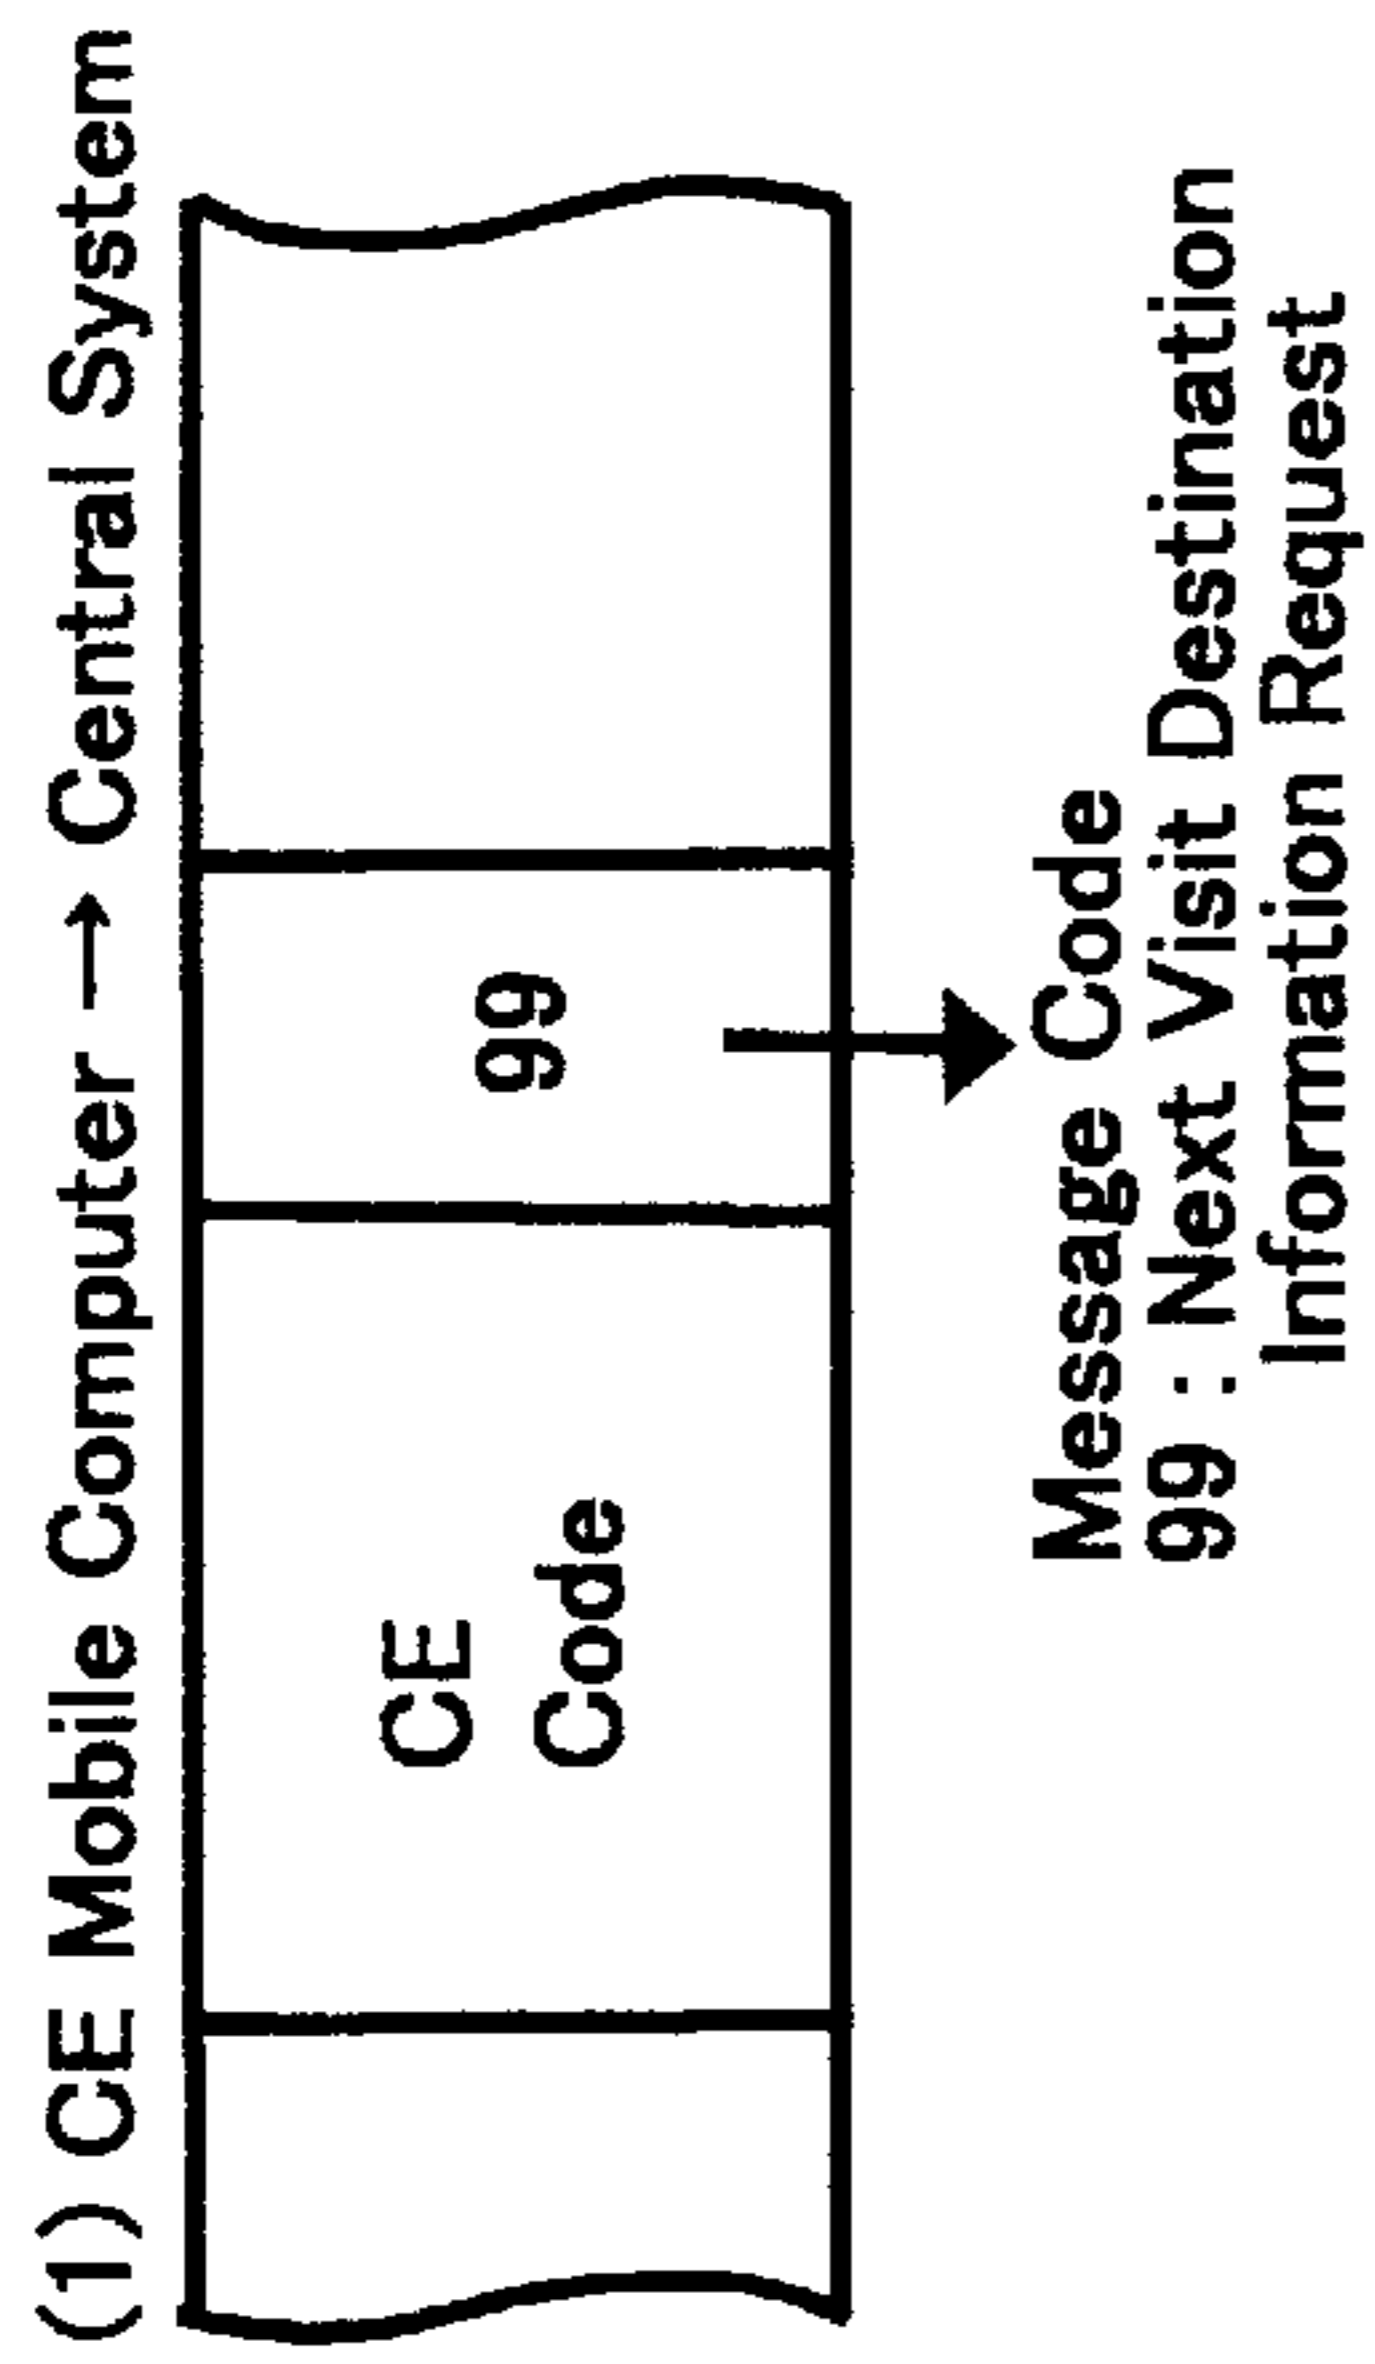 (1) CE Mobile Computer → Central System
CE
Code
99
Message Code
99 : Next Visit Destination
Information Request